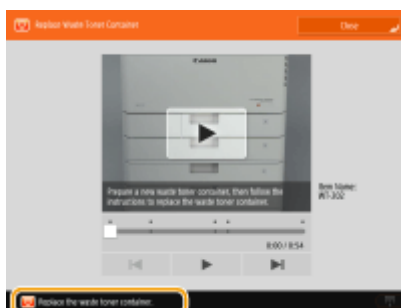 Replace Waste Toner Container
Close
Canon
Prepare a new waste toner container, then follow the
instructions to replace the waste toner container.
Item Name:
WT-202
0:00 / 0:54
Replace the waste toner container.